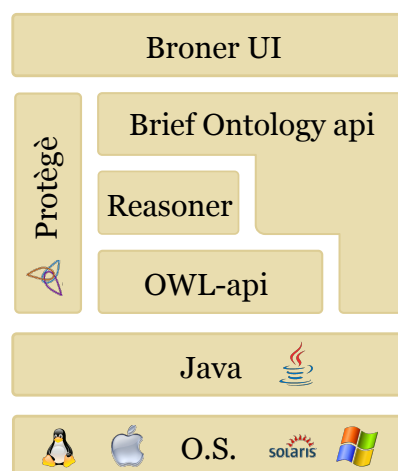 Broner UI
Protègè
Brief Ontology api
Reasoner
OWL-api
Java
O.S.
solaris